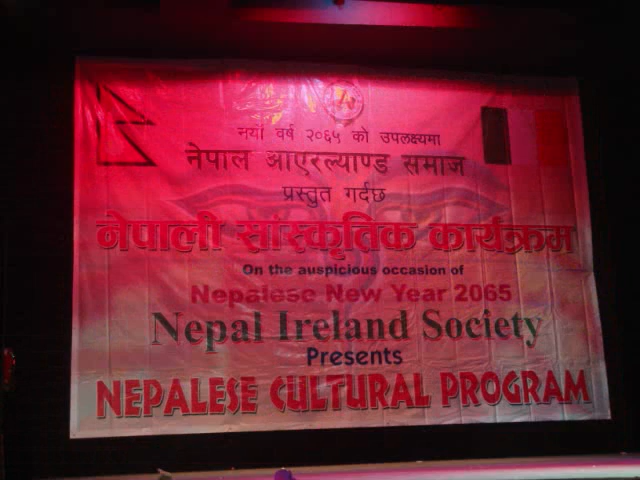 नयाँ वर्ष २०६५ को उपलक्ष्यमा
नेपाल आएरल्याण्ड समाज
प्रस्तुत गर्दछ
नेपाली सांस्कृतिक कार्यक्रम
On the auspicious occasion of
Nepalese New Year 2065
Nepal Ireland Society
Presents
NEPALESE CULTURAL PROGRAM